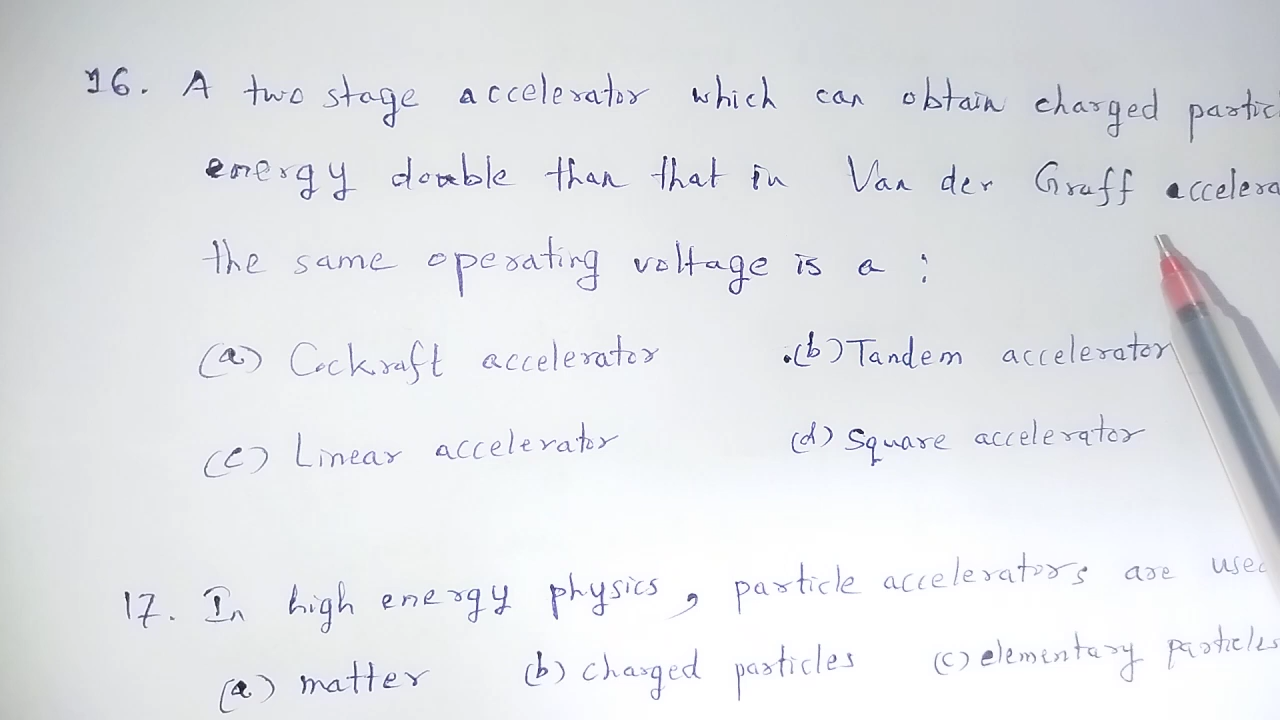 16. A two stage accelerator which can obtain charged partic
energy double than that in Van der Graff accelera
the same operating voltage is a :
(a) Cockraft accelerator .(b) Tandem accelerator
(c) Linear accelerator (d) Square accelerator
17. In high energy physics, particle accelerators are used
(a) matter (b) charged particles (c) elementary particles